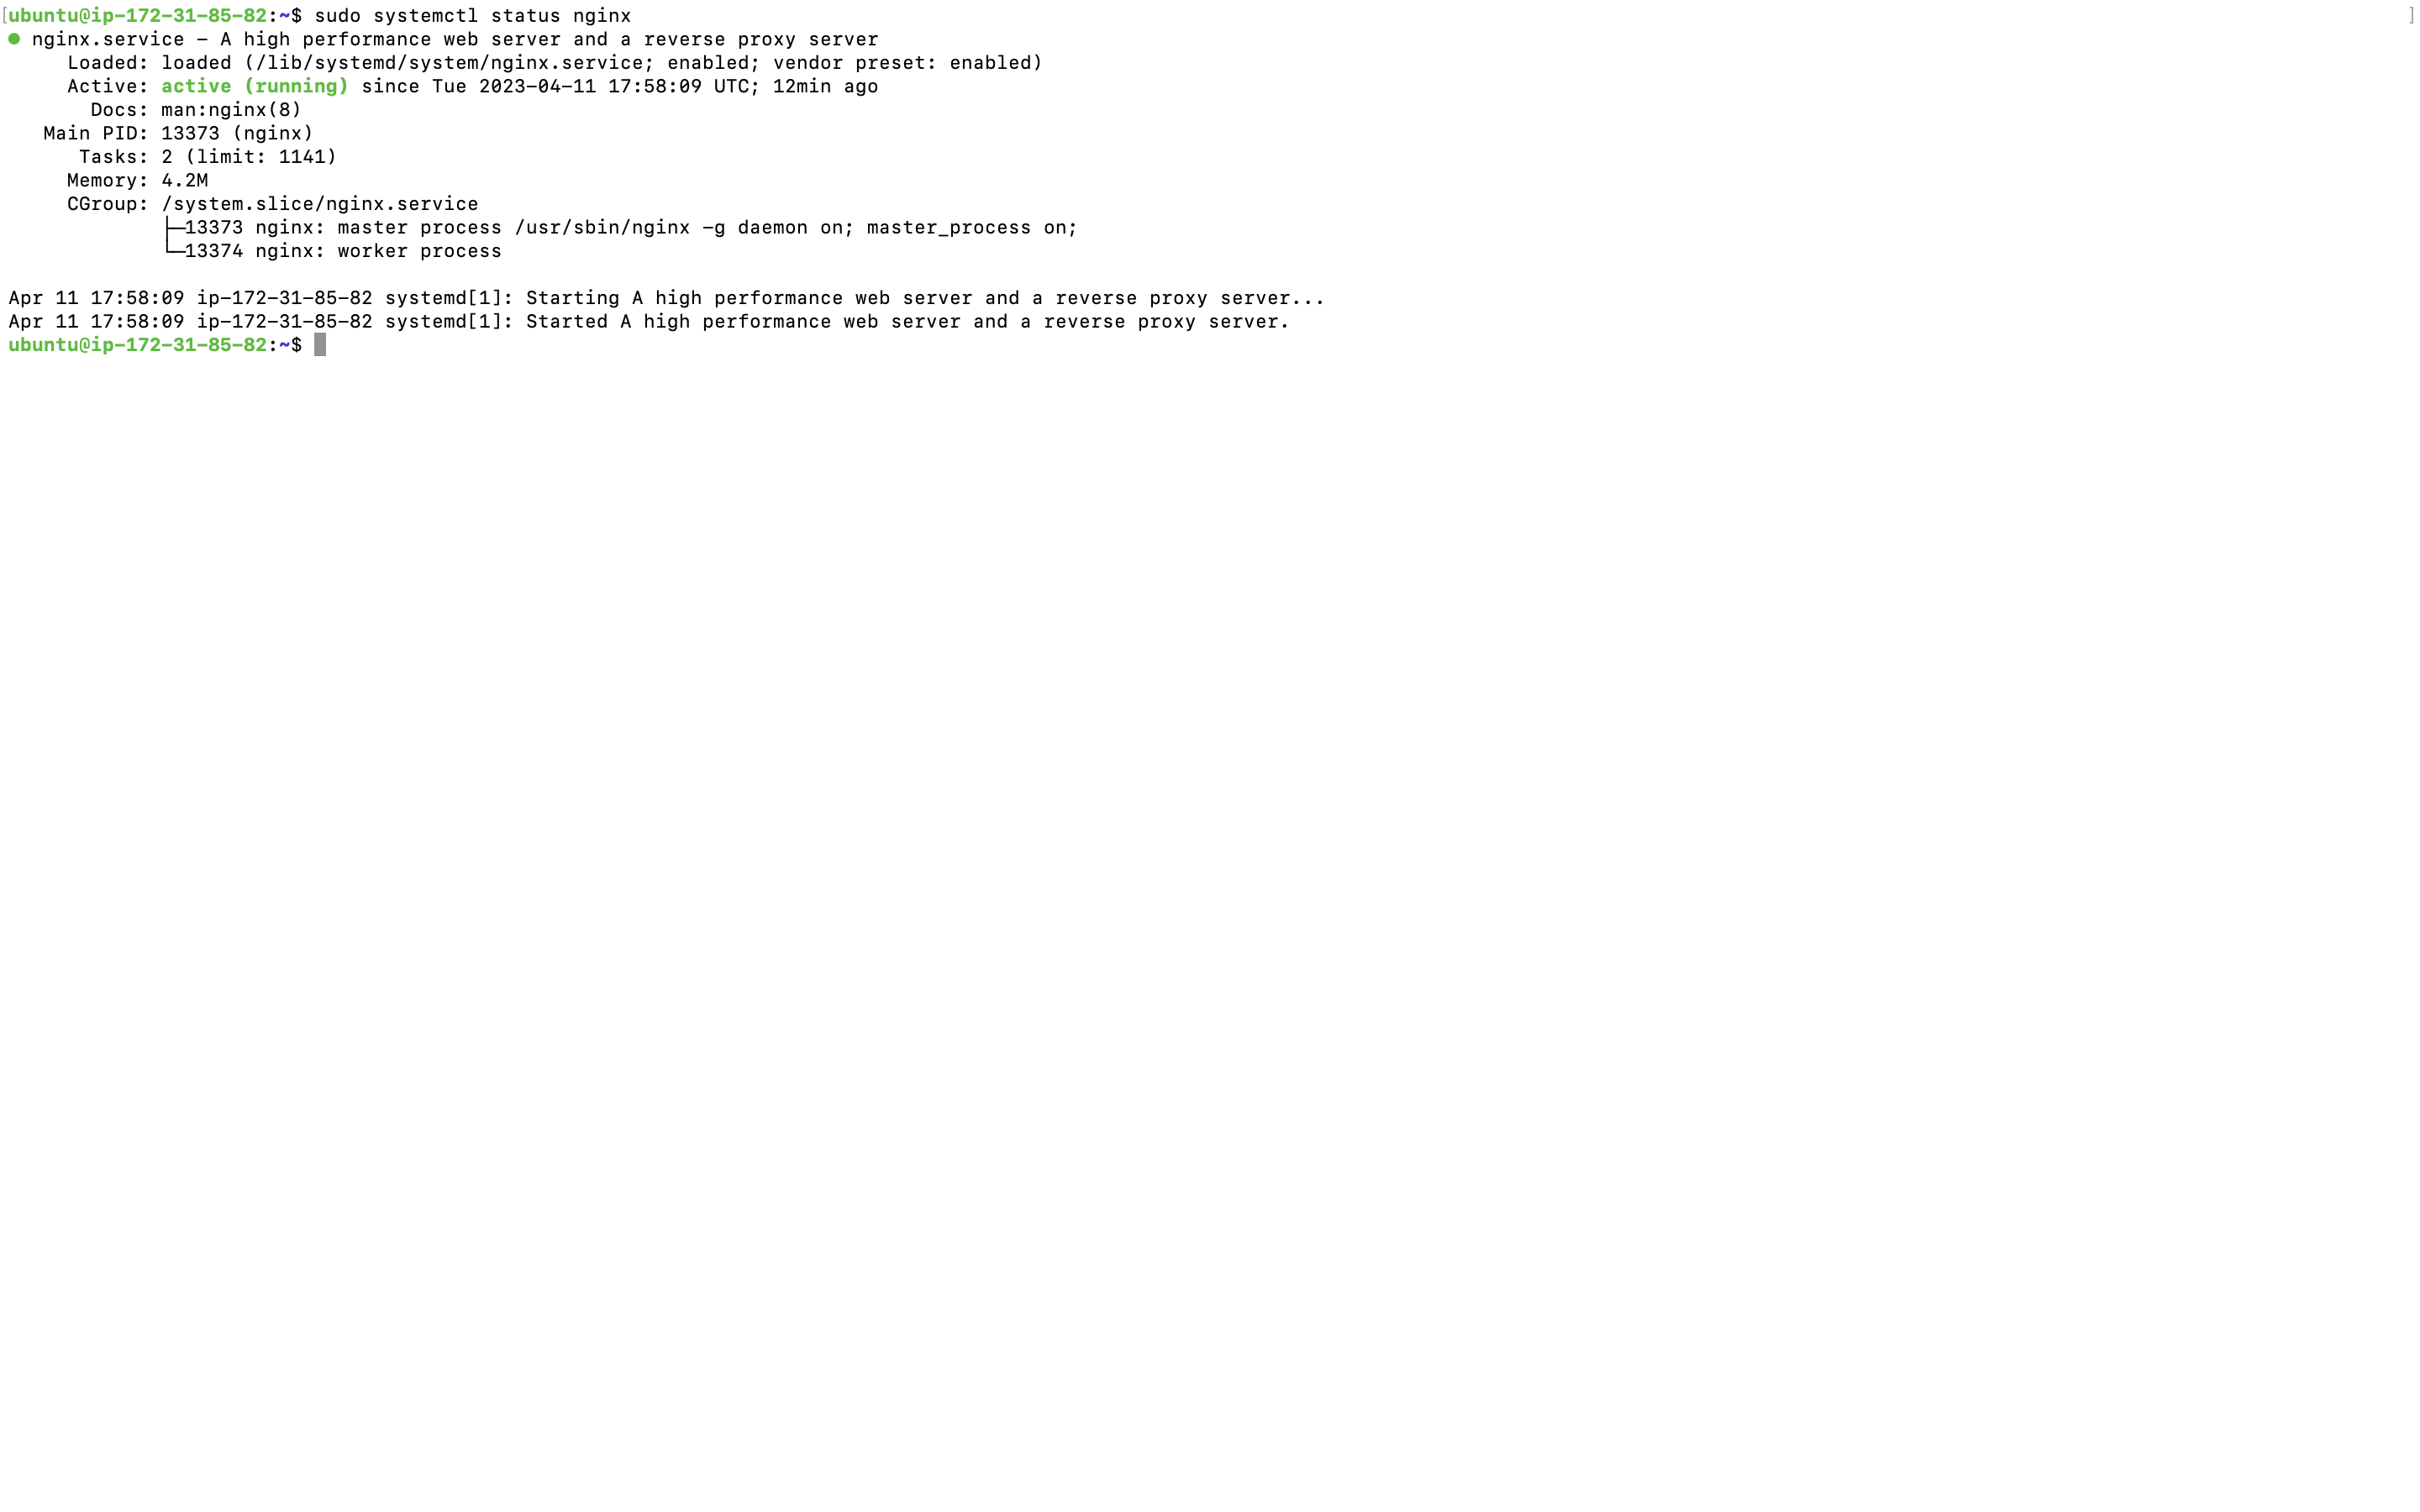 [ubuntu@ip-172-31-85-82:~$ sudo systemctl status nginx ]
● nginx.service - A high performance web server and a reverse proxy server
     Loaded: loaded (/lib/systemd/system/nginx.service; enabled; vendor preset: enabled)
     Active: active (running) since Tue 2023-04-11 17:58:09 UTC; 12min ago
       Docs: man:nginx(8)
   Main PID: 13373 (nginx)
      Tasks: 2 (limit: 1141)
     Memory: 4.2M
     CGroup: /system.slice/nginx.service
             ├─13373 nginx: master process /usr/sbin/nginx -g daemon on; master_process on;
             └─13374 nginx: worker process
Apr 11 17:58:09 ip-172-31-85-82 systemd[1]: Starting A high performance web server and a reverse proxy server...
Apr 11 17:58:09 ip-172-31-85-82 systemd[1]: Started A high performance web server and a reverse proxy server.
ubuntu@ip-172-31-85-82:~$